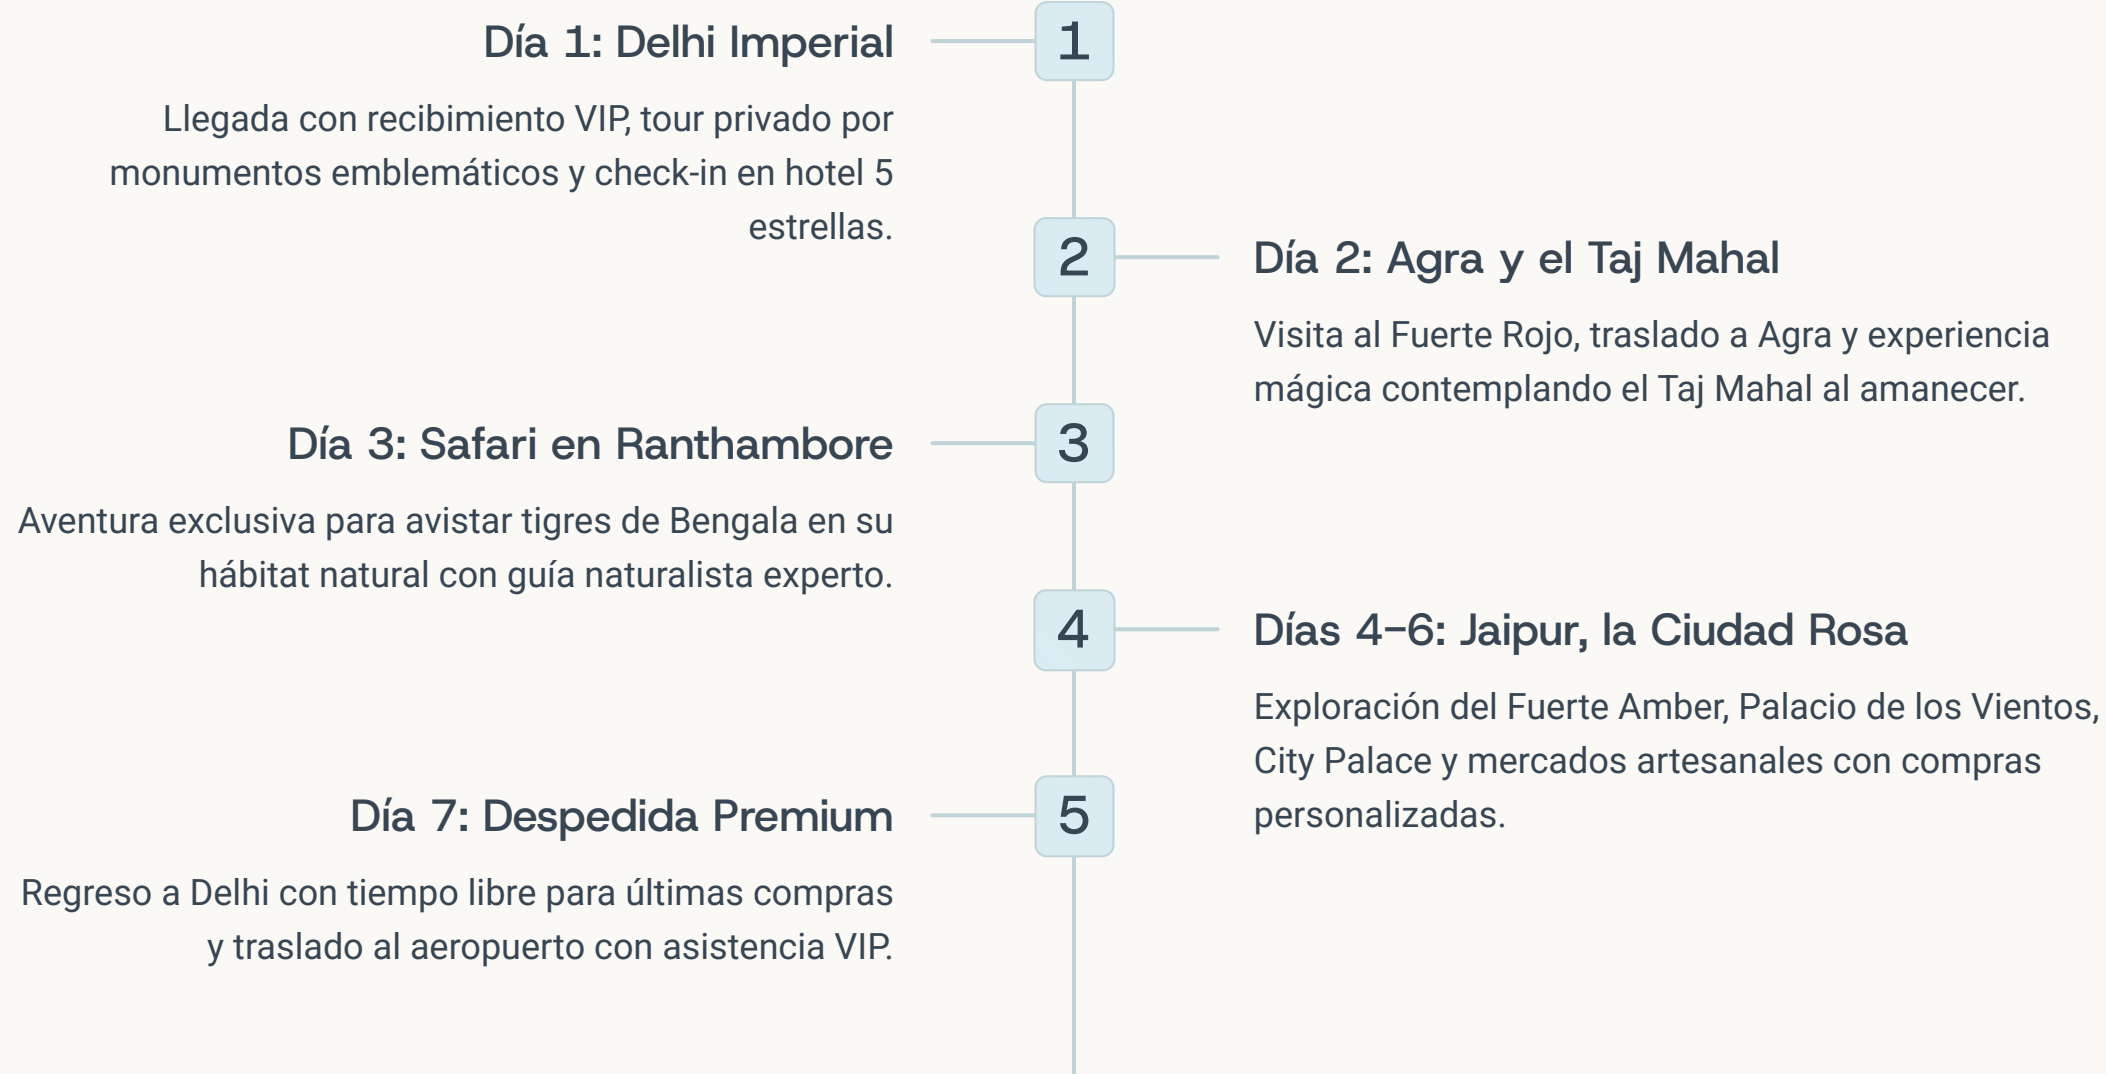 Día 1: Delhi Imperial
1
Llegada con recibimiento VIP, tour privado por
monumentos emblemáticos y check-in en hotel 5
estrellas.
2
Día 2: Agra y el Taj Mahal
Visita al Fuerte Rojo, traslado a Agra y experiencia
mágica contemplando el Taj Mahal al amanecer.
Día 3: Safari en Ranthambore
3
Aventura exclusiva para avistar tigres de Bengala en su
hábitat natural con guía naturalista experto.
4
Días 4–6: Jaipur, la Ciudad Rosa
Exploración del Fuerte Amber, Palacio de los Vientos,
City Palace y mercados artesanales con compras
personalizadas.
Día 7: Despedida Premium
5
Regreso a Delhi con tiempo libre para últimas compras
y traslado al aeropuerto con asistencia VIP.